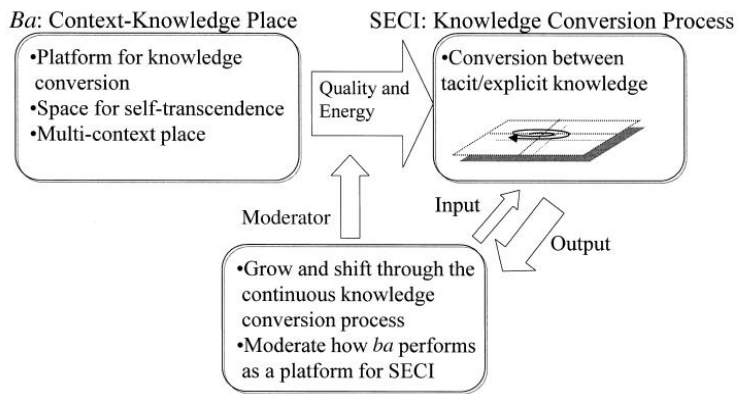 Ba: Context-Knowledge Place
SECI: Knowledge Conversion Process
•Platform for knowledge
conversion
•Space for self-transcendence
•Multi-context place
Quality and
Energy
•Conversion between
tacit/explicit knowledge
Moderator
Input
Output
•Grow and shift through the
continuous knowledge
conversion process
•Moderate how ba performs
as a platform for SECI